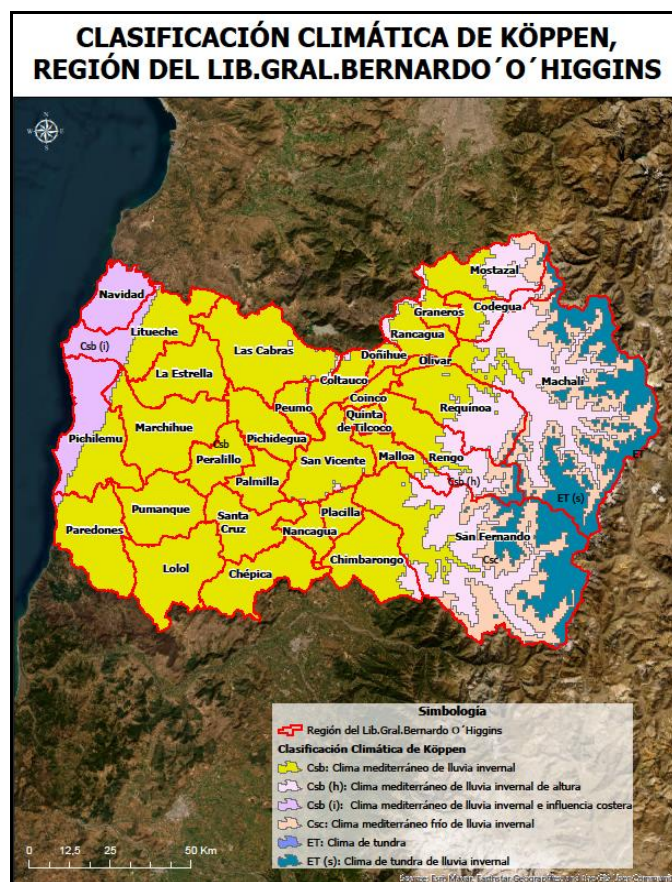 CLASIFICACIÓN CLIMÁTICA DE KÖPPEN,
REGIÓN DEL LIB.GRAL.BERNARDO´O´HIGGINS
N
W E
S
Mostazal
Navidad
Codegua
Graneros
Litueche
Rancagua
Csb (i)
Las Cabras
Doñihue
Olivar
La Estrella
Machalí
Coltauco
Coinco
Peumo
Requinoa
Quinta
de Tilcoco
Marchihue
Pichilemu
Csb
Pichidegua
Peralillo
San Vicente
Malloa
Rengo
ET
Palmilla
Csb (h)
ET (s)
Paredones
Pumanque
Santa
Cruz
Placilla
Nancagua
San Fernando
Chimbarongo
Csc
Lolol
Chépica
Simbología
Región del Lib.Gral.Bernardo O´Higgins
Clasificación Climática de Köppen
Csb: Clima mediterráneo de lluvia invernal
Csb (h): Clima mediterráneo de lluvia invernal de altura
Csb (i): Clima mediterráneo de lluvia invernal e influencia costera
Csc: Clima mediterráneo frío de lluvia invernal
ET: Clima de tundra
ET (s): Clima de tundra de lluvia invernal
0 12,5 25 50 Km